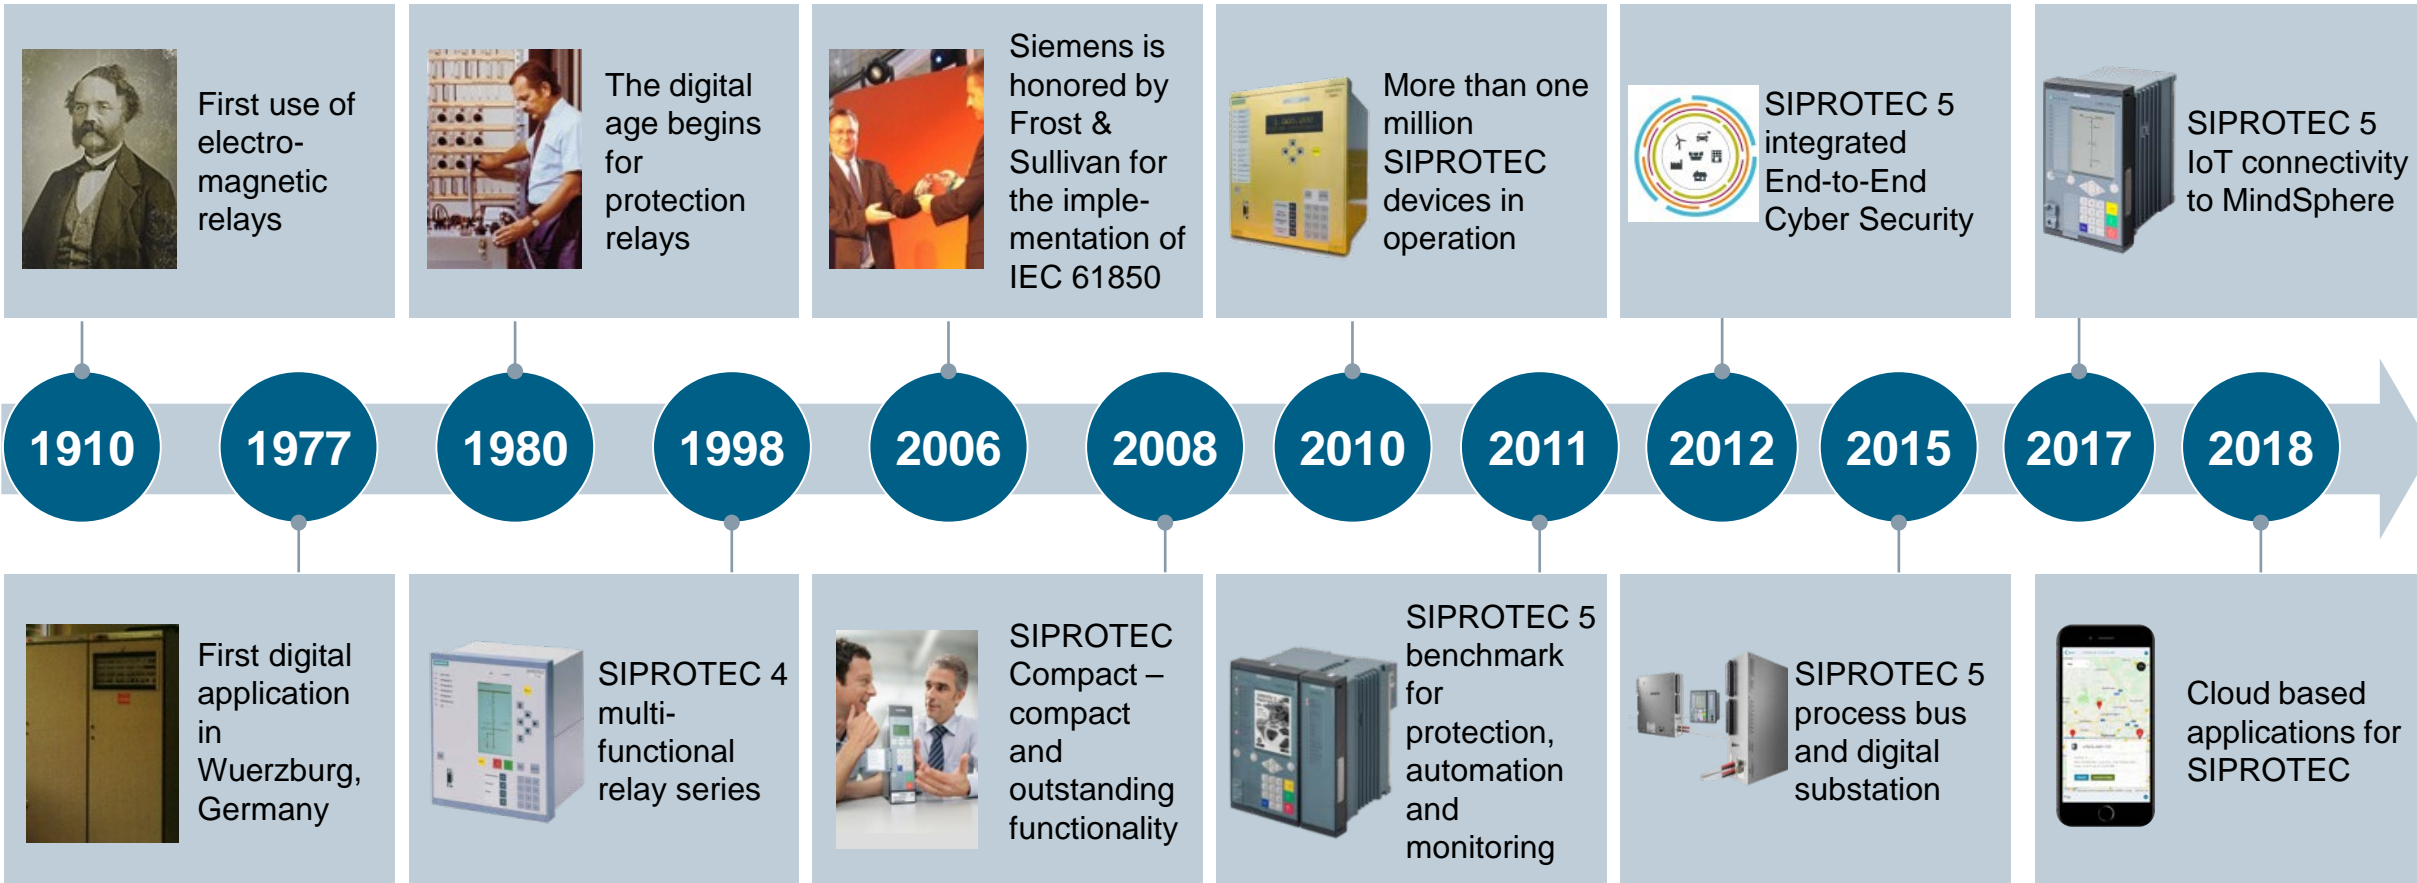 First use of
electro-
magnetic
relays
The digital
age begins
for
protection
relays
Siemens is
honored by
Frost &
Sullivan for
the imple-
mentation of
IEC 61850
More than one
million
SIPROTEC
devices in
operation
SIPROTEC 5
integrated
End-to-End
Cyber Security
SIPROTEC 5
IoT connectivity
to MindSphere
1910
1977
1980
1998
2006
2008
2010
2011
2012
2015
2017
2018
First digital
application
in
Wuerzburg,
Germany
SIPROTEC 4
multi-
functional
relay series
SIPROTEC
Compact –
compact
and
outstanding
functionality
SIPROTEC 5
benchmark
for
protection,
automation
and
monitoring
SIPROTEC 5
process bus
and digital
substation
Cloud based
applications for
SIPROTEC